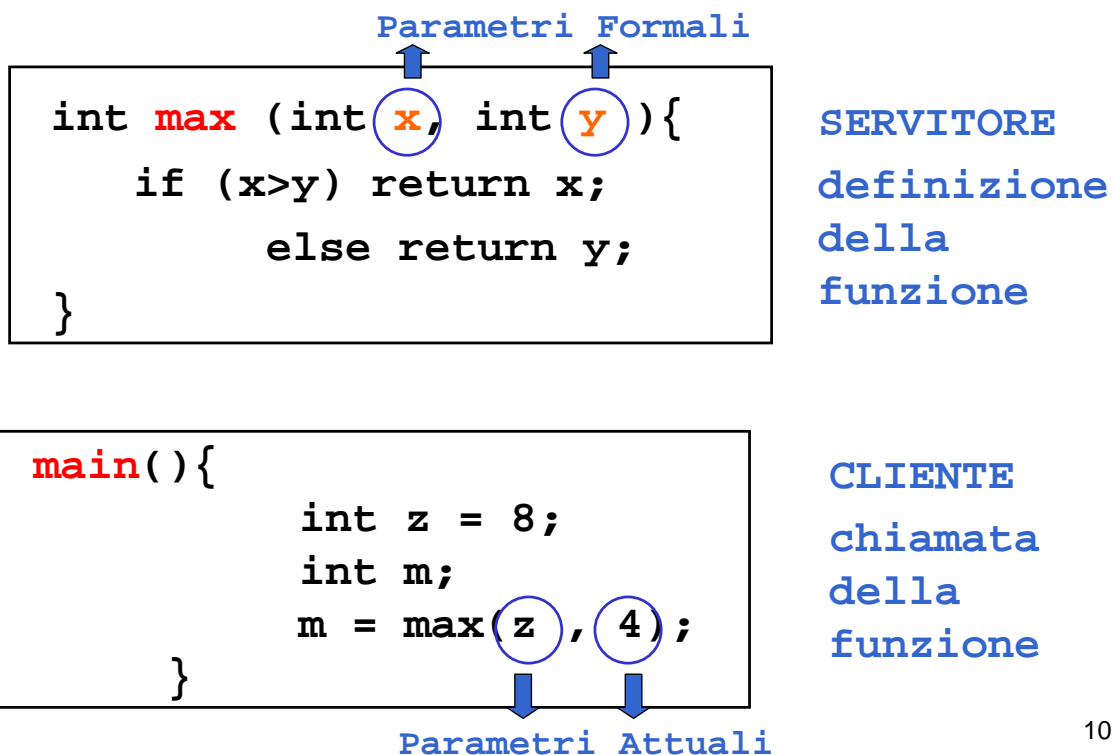 Parametri Formali
int max (int x, int y ){
if (x>y) return x;
else return y;
}
SERVITORE
definizione
della
funzione
main(){
int z = 8;
int m;
m = max(z , 4);
}
CLIENTE
chiamata
della
funzione
Parametri Attuali
10